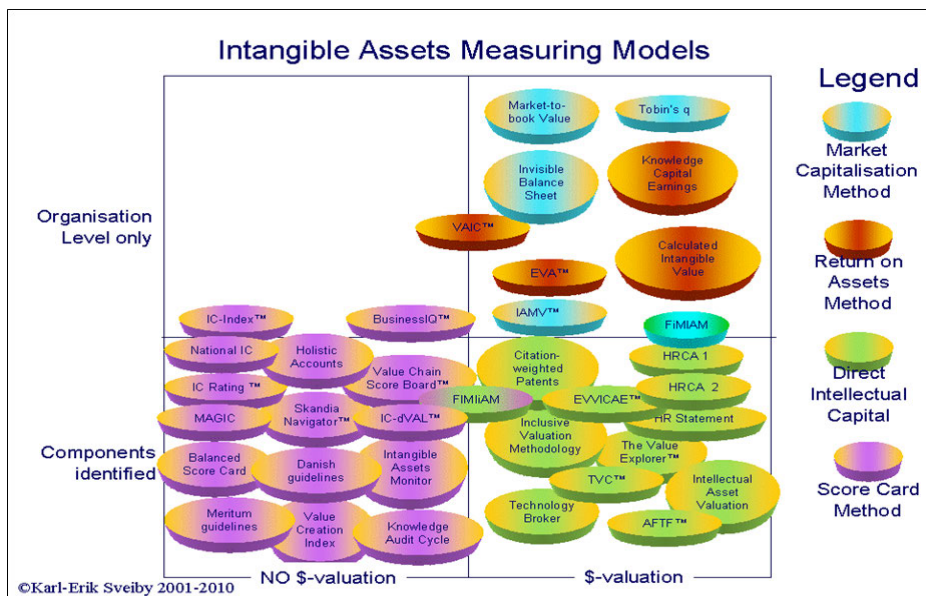 Intangible Assets Measuring Models
Legend
Market
Capitalisation
Method
Return on
Assets Method
Direct
Intellectual
Capital
Score Card
Method
Organisation
Level only
Components
identified
Market-to-
book Value
Tobin's q
Invisible
Balance
Sheet
Knowledge
Capital
Earnings
VAIC™
Calculated
Intangible
Value
EVA™
IAMV™
FiMIAM
IC-Index™
BusinessIQ™
National IC
Holistic
Accounts
Value Chain
Score Board™
IC Rating ™
MAGIC
Skandia
Navigator™
IC-dVAL™
Balanced
Score Card
Danish
guidelines
Intangible
Assets
Monitor
Meritum
guidelines
Value
Creation
Index
Knowledge
Audit Cycle
Citation-
weighted
Patents
HRCA 1
HRCA 2
FIMIiAM
EVVICAE™
HR Statement
Inclusive
Valuation
Methodology
The Value
Explorer™
TVC™
Intellectual
Asset
Valuation
Technology
Broker
AFTF™
NO $-valuation
$-valuation
©Karl-Erik Sveiby 2001-2010